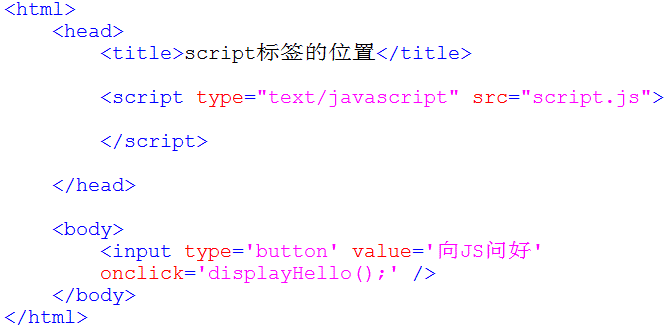 <html>
<head>
<title>script标签的位置</title>
<script type="text/javascript" src="script.js">
</script>
</head>
<body>
<input type='button' value='向JS问好'
onclick='displayHello();' />
</body>
</html>